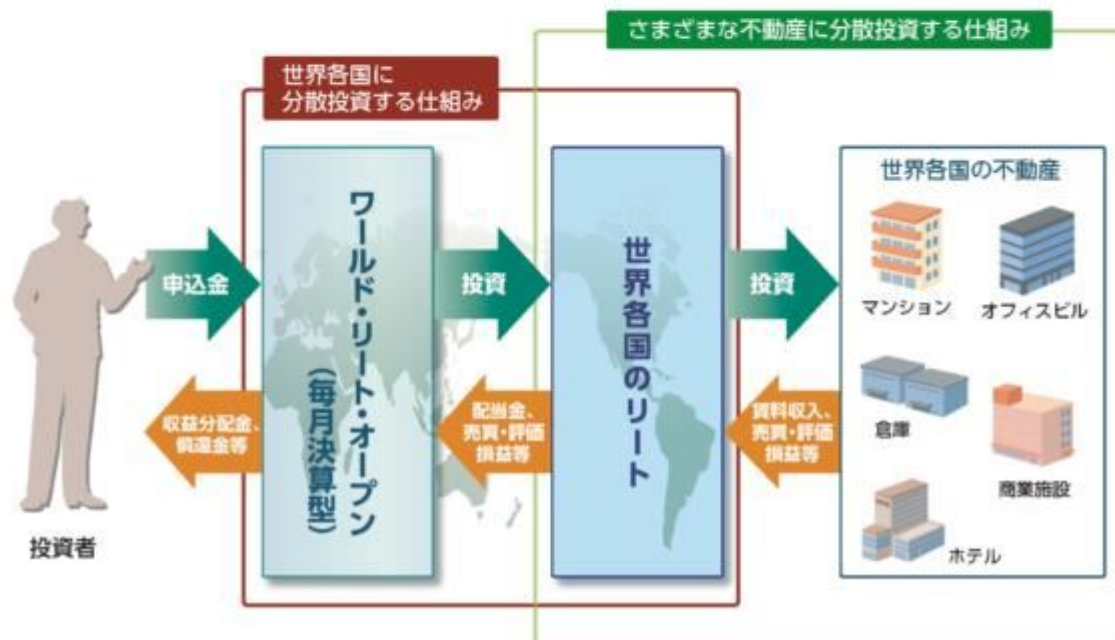 さまざまな不動産に分散投資する仕組み
世界各国に
分散投資する仕組み
投資者
申込金
収益分配金、
償還金等
ワールド・リート・オープン
(毎月決算型)
投資
配当金、
売買・評価
損益等
世界各国のリート
投資
賃料収入、
売買・評価
損益等
世界各国の不動産
マンション
オフィスビル
倉庫
商業施設
ホテル